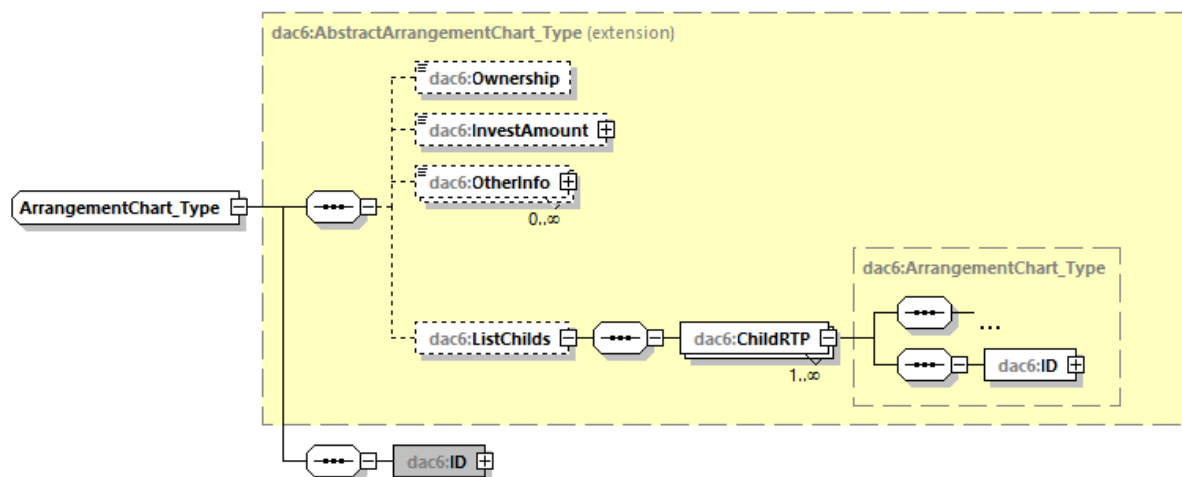 dac6:AbstractArrangementChart_Type (extension)
dac6:Ownership
dac6:InvestAmount
dac6:OtherInfo
0..∞
ArrangementChart_Type
dac6:ArrangementChart_Type
...
dac6:ListChilds
dac6:ChildRTP
1..∞
dac6:ID
dac6:ID